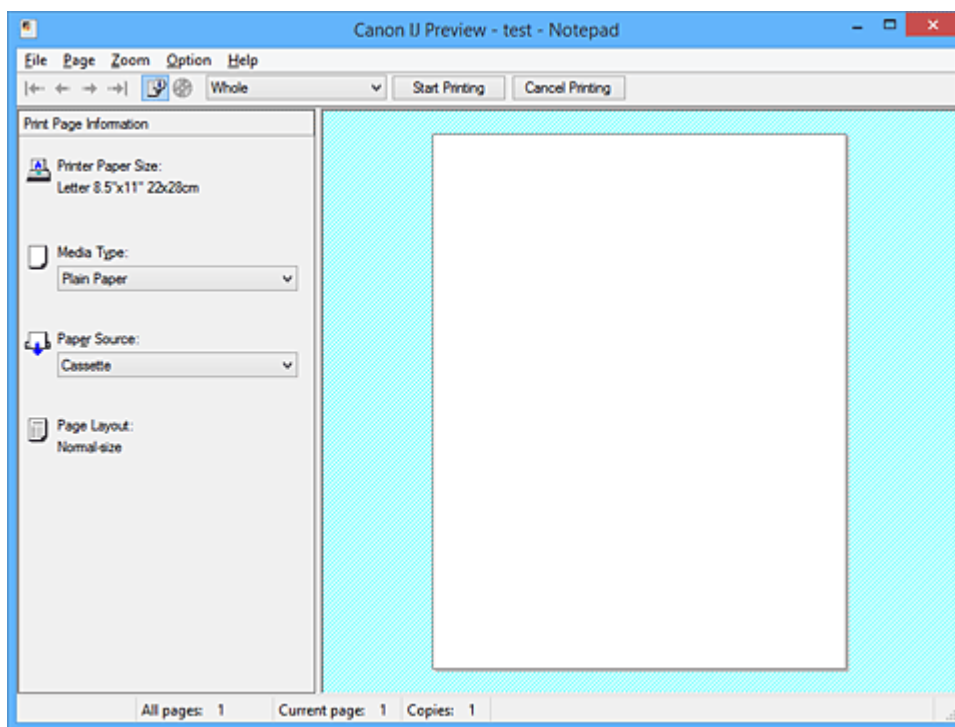 Canon IJ Preview - test - Notepad
File Page Zoom Option Help
Whole Start Printing Cancel Printing
Print Page Information
Printer Paper Size:
Letter 8.5"x11" 22x28cm
Media Type:
Plain Paper
Paper Source:
Cassette
Page Layout:
Normal-size
All pages: 1 Current page: 1 Copies: 1